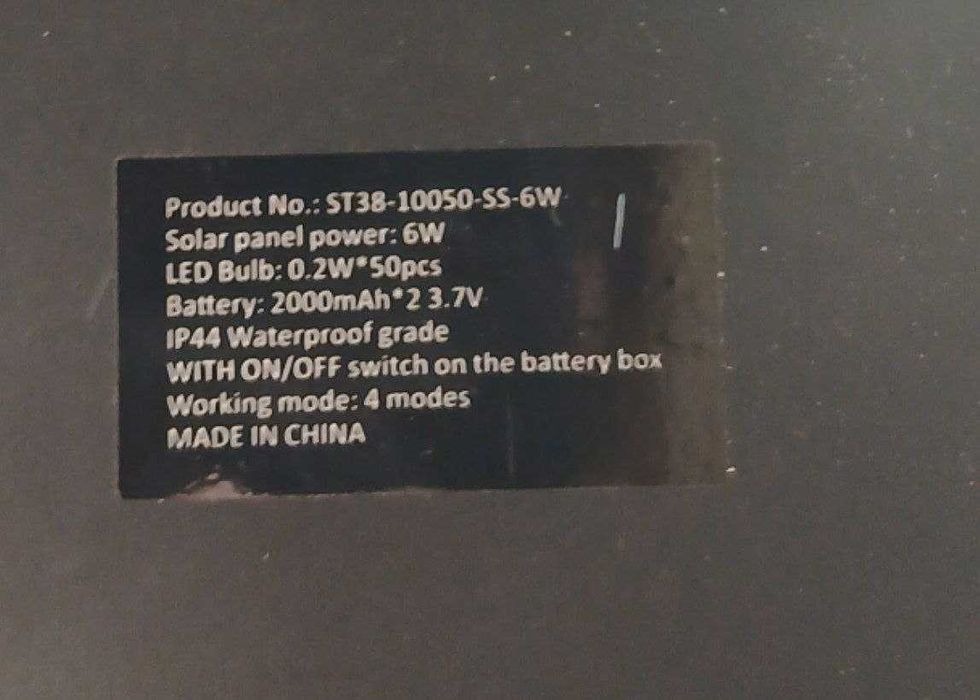 Product No.: ST38-10050-SS-6W
Solar panel power: 6W
LED Bulb: 0.2W*50pcs
Battery: 2000mAh*2 3.7V
IP44 Waterproof grade
WITH ON/OFF switch on the battery box
Working mode: 4 modes
MADE IN CHINA